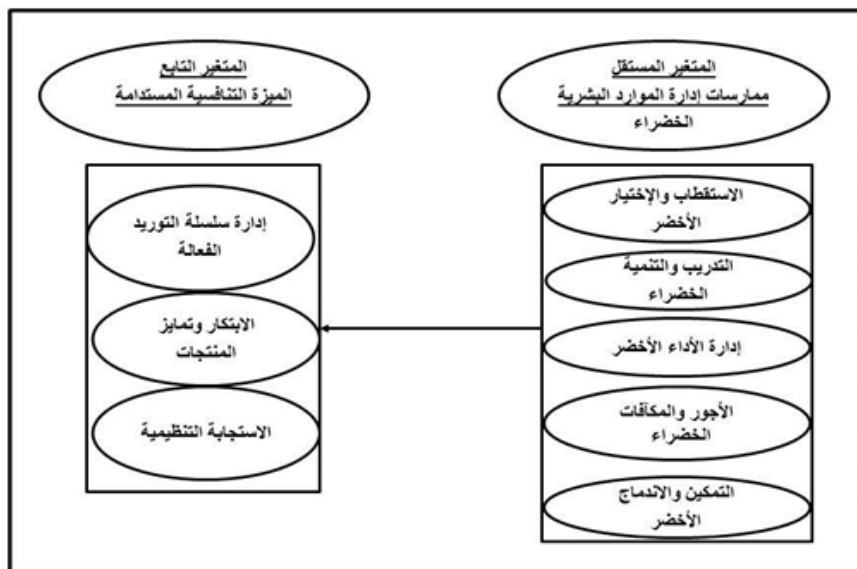 المتغير المستقل
ممارسات إدارة الموارد البشرية
الخضراء
الاستقطاب والإختيار
الأخضر
التدريب والتنمية
الخضراء
إدارة الأداء الأخضر
الأجور والمكآفات
الخضراء
التمكين والاندماج
الأخضر
المتغير التابع
الميزة التنافسية المستدامة
إدارة سلسلة التوريد
الفعالة
الابتكار وتمايز
المنتجات
الاستجابة التنظيمية